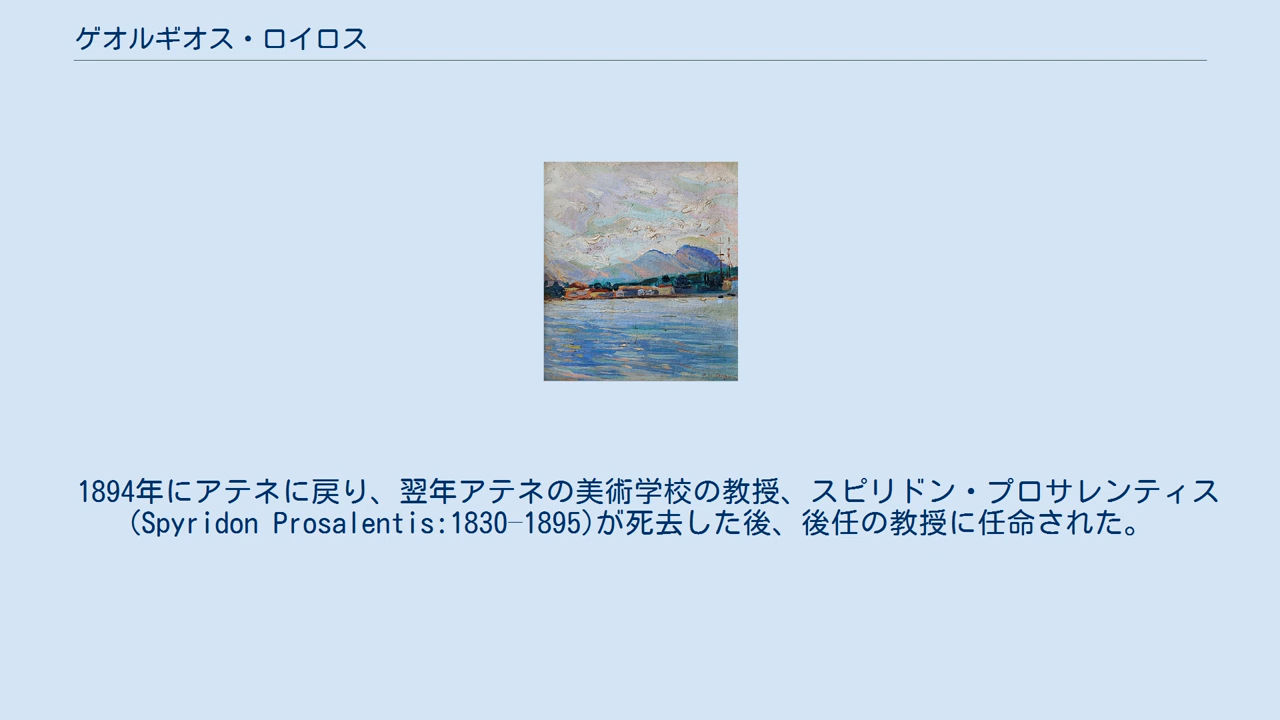 ゲオルギオス・ロイロス
1894年にアテネに戻り、翌年アテネの美術学校の教授、スピリドン・プロサレンティス
(Spyridon Prosalentis:1830–1895)が死去した後、後任の教授に任命された。